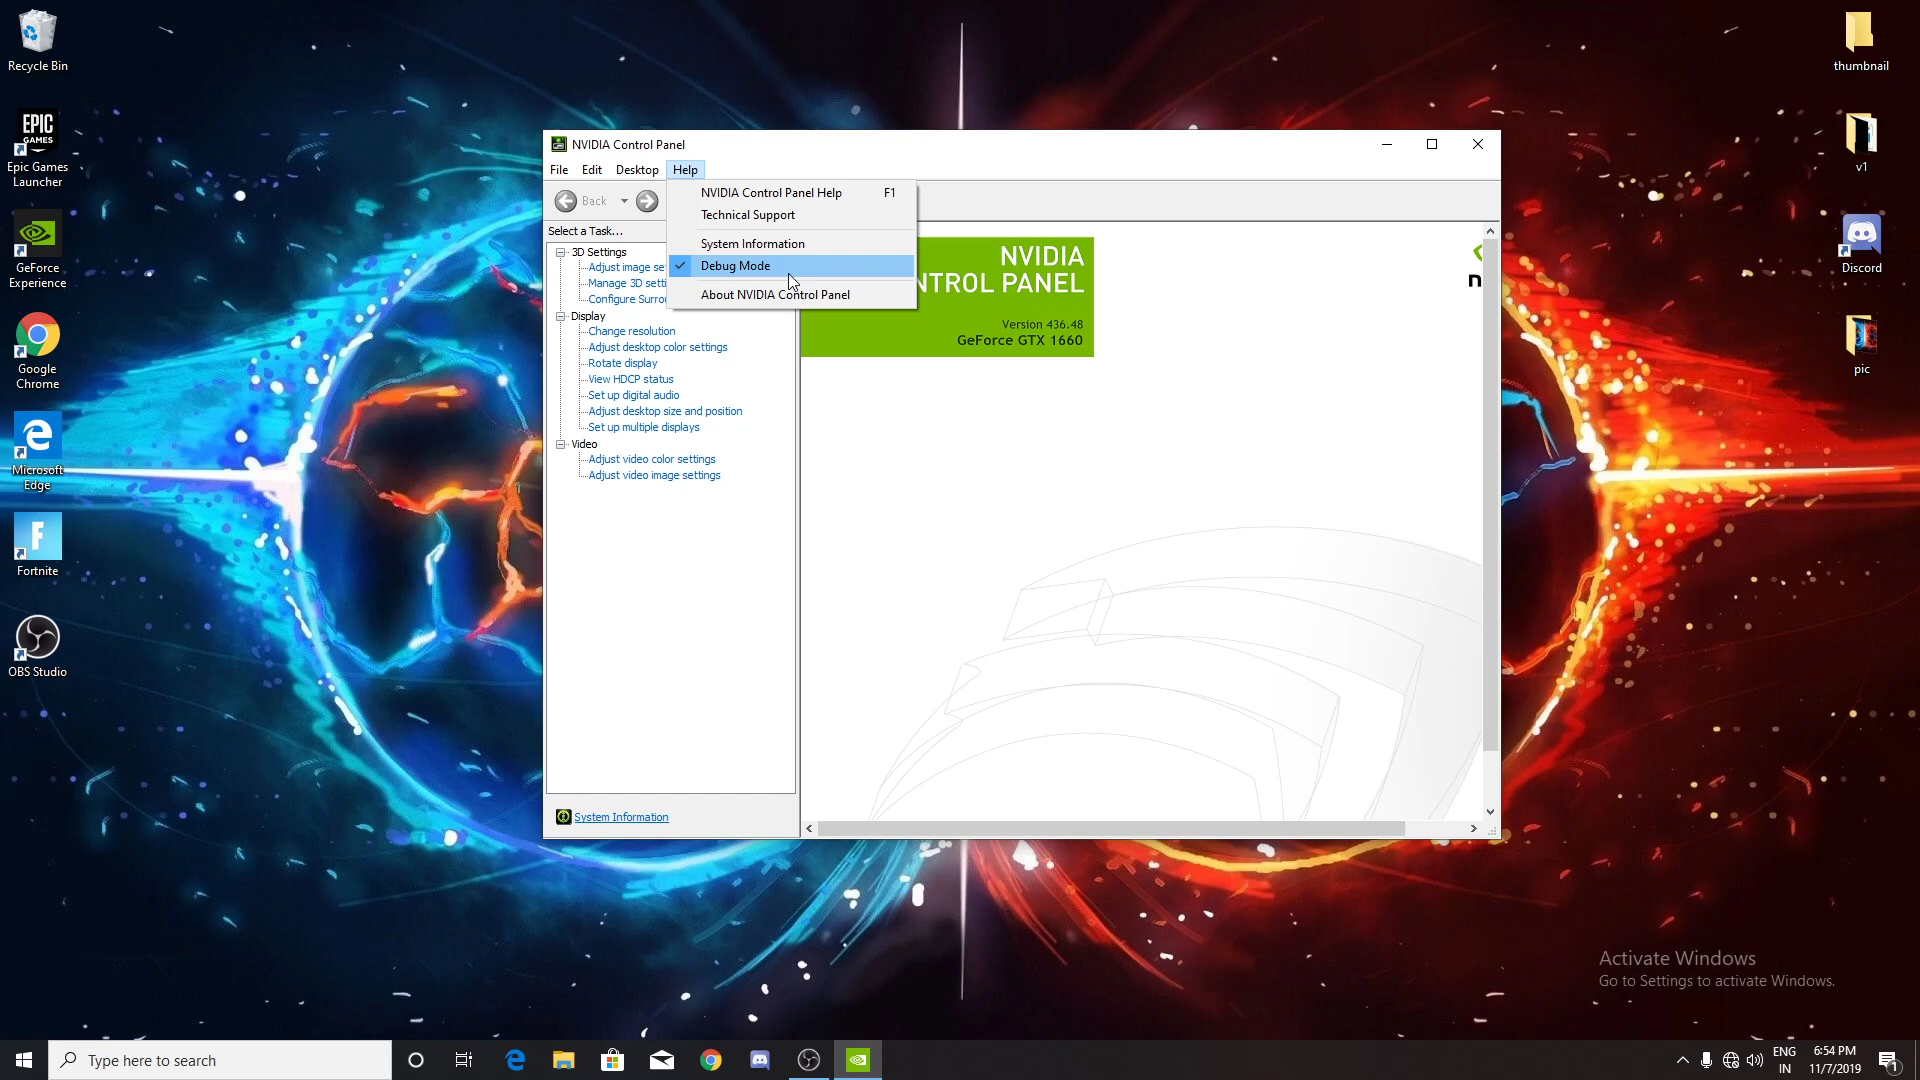 Recycle Bin
EPIC
GAMES
Epic Games
Launcher
GeForce
Experience
Google
Chrome
Microsoft
Edge
Fortnite
OBS Studio
thumbnail
v1
Discord
pic
NVIDIA Control Panel
File Edit Desktop Help
Back
NVIDIA Control Panel Help F1
Technical Support
System Information
Debug Mode
About NVIDIA Control Panel
Select a Task...
3D Settings
Adjust image se
Manage 3D setti
Configure Surrou
Display
Change resolution
Adjust desktop color settings
Rotate display
View HDCP status
Set up digital audio
Adjust desktop size and position
Set up multiple displays
Video
Adjust video color settings
Adjust video image settings
System Information
NVIDIA
NTROL PANEL
Version 436.48
GeForce GTX 1660
n
Activate Windows
Go to Settings to activate Windows.
Type here to search
ENG
IN
6:54 PM
11/7/2019
1